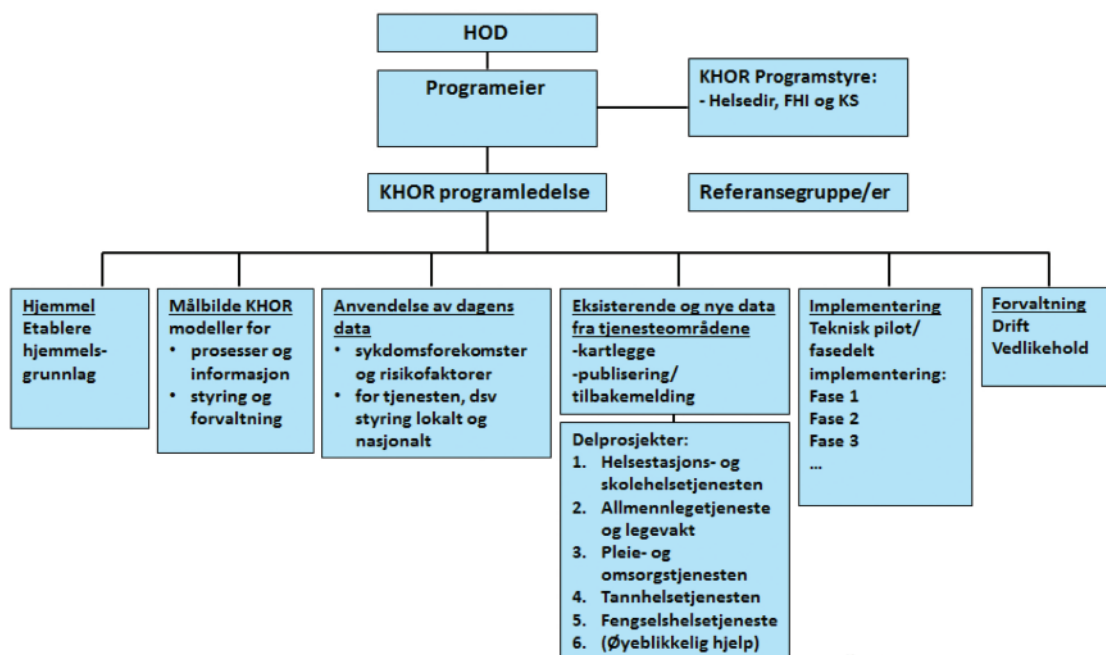 HOD
Programeier
KHOR Programstyre:
- Helsedir, FHI og KS
KHOR programledelse
Referansegruppe/er
Hjemmel
Etablere
hjemmels-
grunnlag
Målbilde KHOR
modeller for
• prosesser og
informasjon
• styring og
forvaltning
Anvendelse av dagens
data
• sykdomsforekomster
og risikofaktorer
• for tjenesten, dsv
styring lokalt og
nasjonalt
Eksisterende og nye data
fra tjenesteområdene
-kartlegge
-publisering/
tilbakemelding
Delprosjekter:
1. Helsestasjons- og
skolehelsetjenesten
2. Allmennlegetjeneste
og legevakt
3. Pleie- og
omsorgstjenesten
4. Tannhelsetjenesten
5. Fengselshelsetjeneste
6. (Øyeblikkelig hjelp)
Implementering
Teknisk pilot/
fasedelt
implementering:
Fase 1
Fase 2
Fase 3
...
Forvaltning
Drift
Vedlikehold